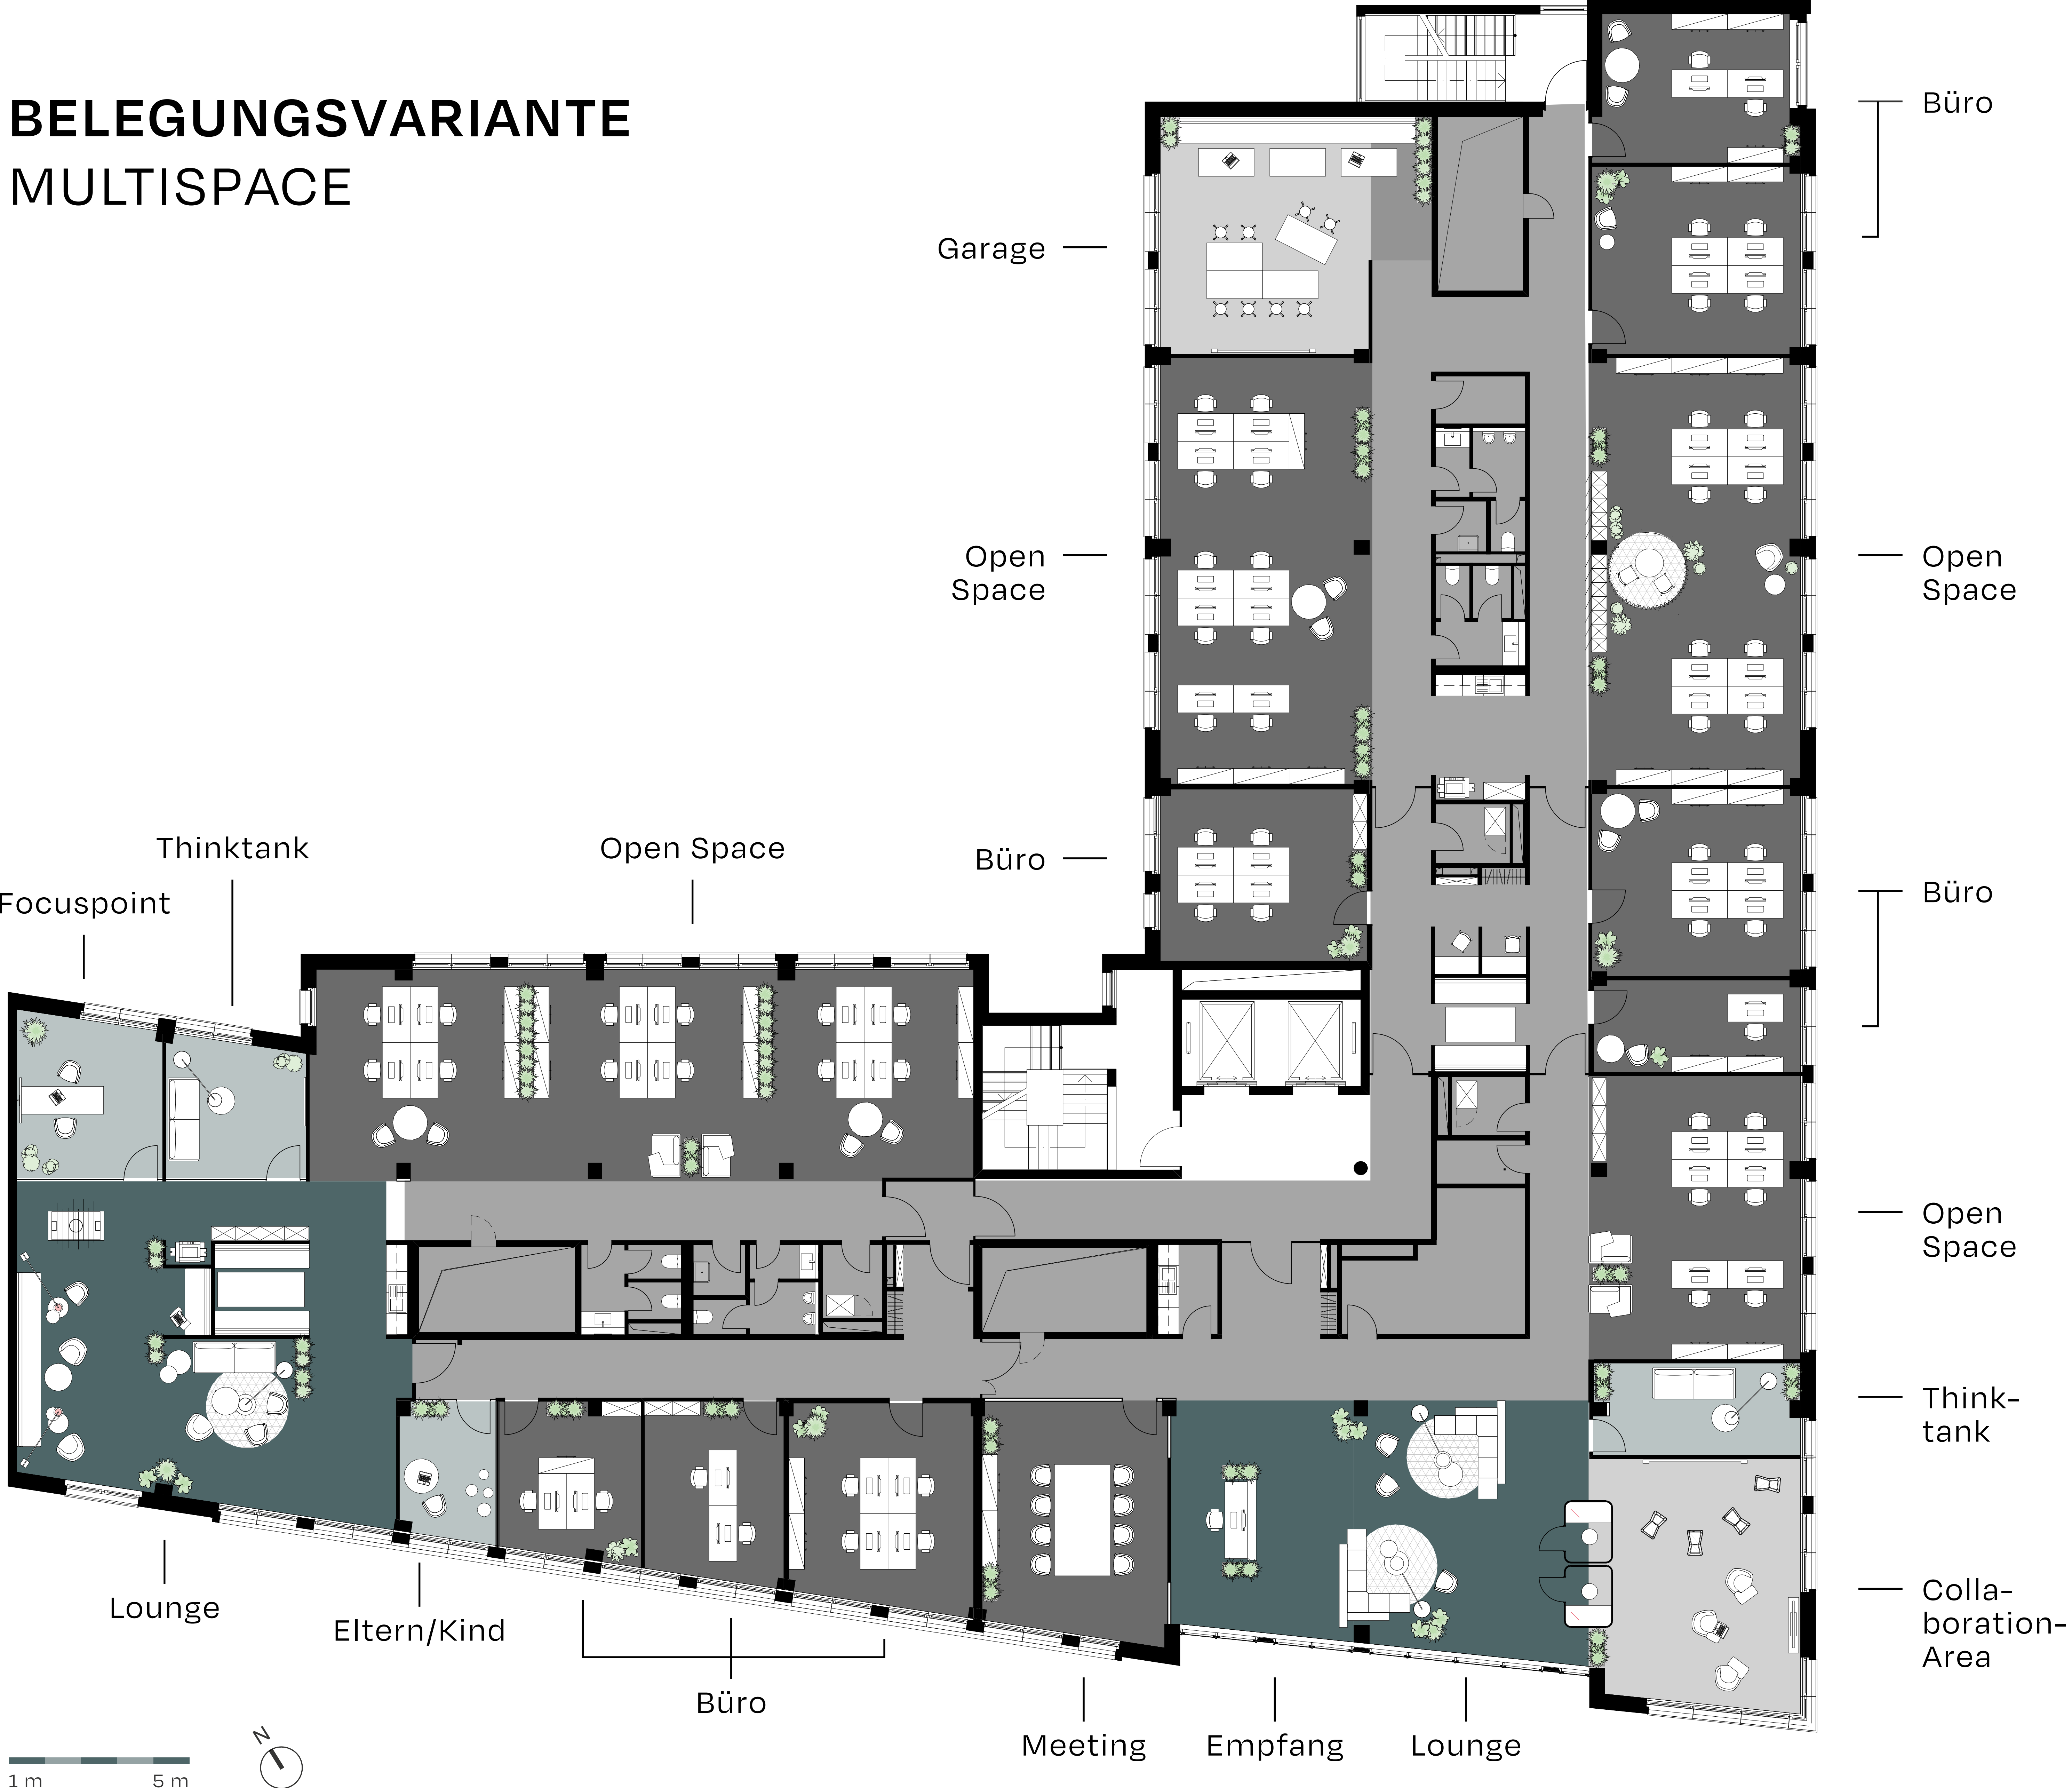 BELEGUNGSVARIANTE
MULTISPACE
Büro
Garage
Open
Space
Open
Space
Thinktank
Open Space
Büro
Büro
Focuspoint
Open
Space
Think-
tank
Colla-
boration-
Area
Lounge
Eltern/Kind
Büro
Meeting
Empfang
Lounge
N
1 m
5 m